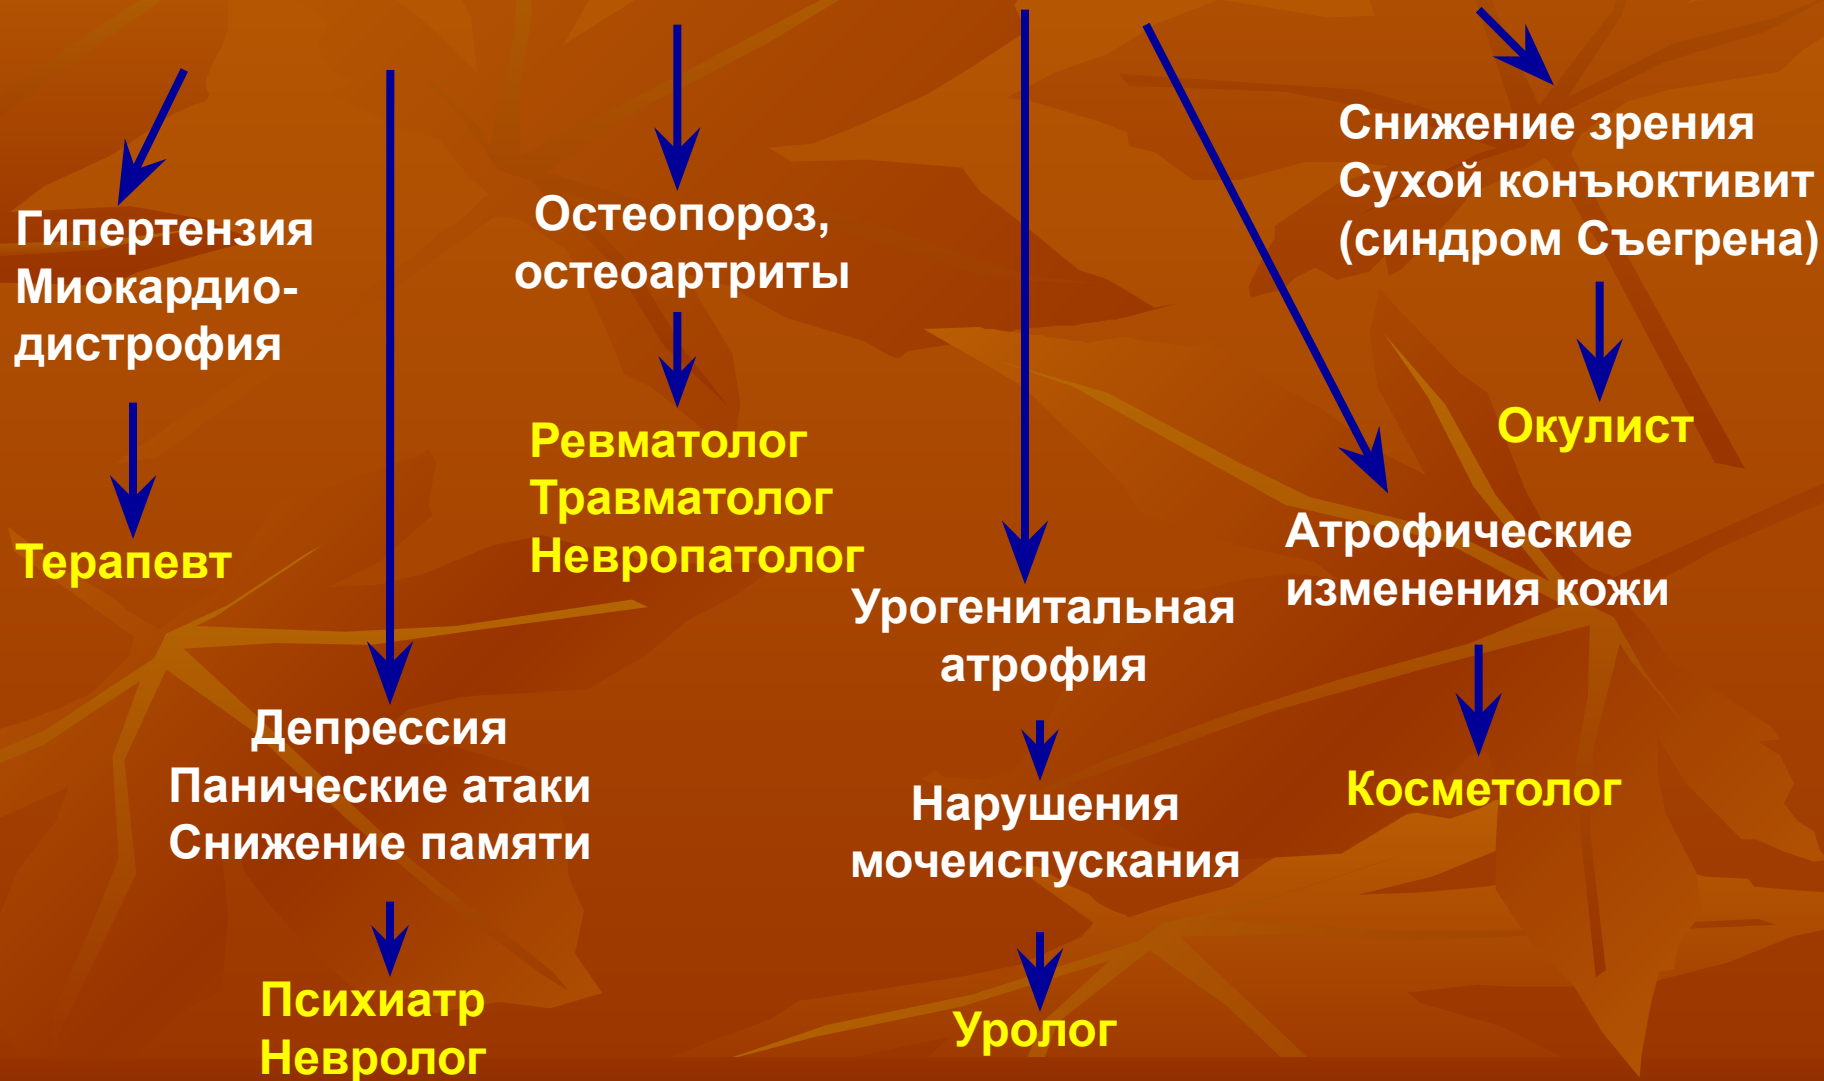 Гипертензия
Миокардио-
дистрофия
Терапевт
Депрессия
Панические атаки
Снижение памяти
Психиатр
Невролог
Остеопороз,
остеоартриты
Ревматолог
Травматолог
Невропатолог
Урогенитальная
атрофия
Нарушения
мочеиспускания
Уролог
Атрофические
изменения кожи
Косметолог
Снижение зрения
Сухой конъюктивит
(синдром Съегрена)
Окулист